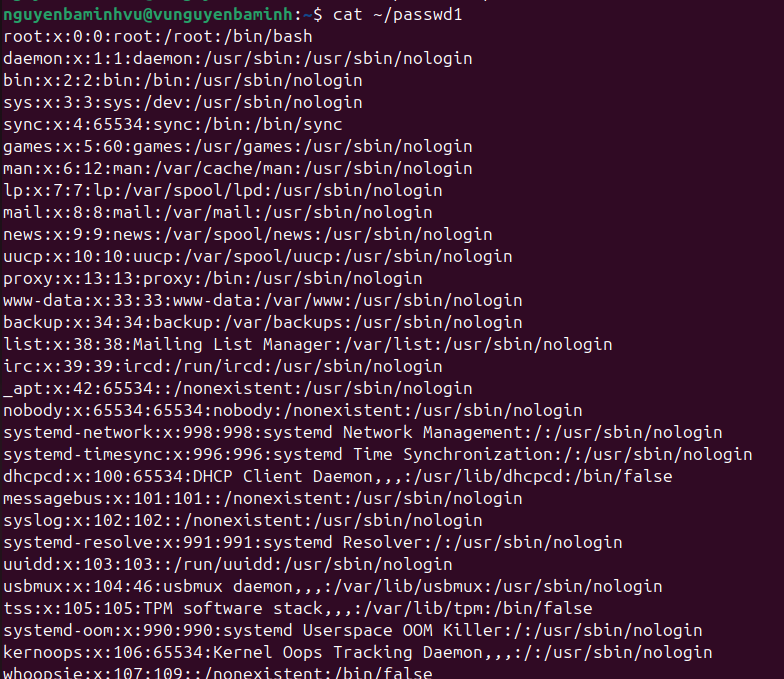 nguyenbaminhvu@vunguyenbaminh:~$ cat ~/passwd1
root:x:0:0:root:/root:/bin/bash
daemon:x:1:1:daemon:/usr/sbin:/usr/sbin/nologin
bin:x:2:2:bin:/bin:/usr/sbin/nologin
sys:x:3:3:sys:/dev:/usr/sbin/nologin
sync:x:4:65534:sync:/bin:/bin/sync
games:x:5:60:games:/usr/games:/usr/sbin/nologin
man:x:6:12:man:/var/cache/man:/usr/sbin/nologin
lp:x:7:7:lp:/var/spool/lpd:/usr/sbin/nologin
mail:x:8:8:mail:/var/mail:/usr/sbin/nologin
news:x:9:9:news:/var/spool/news:/usr/sbin/nologin
uucp:x:10:10:uucp:/var/spool/uucp:/usr/sbin/nologin
proxy:x:13:13:proxy:/bin:/usr/sbin/nologin
www-data:x:33:33:www-data:/var/www:/usr/sbin/nologin
backup:x:34:34:backup:/var/backups:/usr/sbin/nologin
list:x:38:38:Mailing List Manager:/var/list:/usr/sbin/nologin
irc:x:39:39:ircd:/run/ircd:/usr/sbin/nologin
_apt:x:42:65534::/nonexistent:/usr/sbin/nologin
nobody:x:65534:65534:nobody:/nonexistent:/usr/sbin/nologin
systemd-network:x:998:998:systemd Network Management:/:/usr/sbin/nologin
systemd-timesync:x:996:996:systemd Time Synchronization:/:/usr/sbin/nologin
dhcpcd:x:100:65534:DHCP Client Daemon,,,:/usr/lib/dhcpcd:/bin/false
messagebus:x:101:101::/nonexistent:/usr/sbin/nologin
syslog:x:102:102::/nonexistent:/usr/sbin/nologin
systemd-resolve:x:991:991:systemd Resolver:/:/usr/sbin/nologin
uuidd:x:103:103::/run/uuidd:/usr/sbin/nologin
usbmux:x:104:46:usbmux daemon,,,:/var/lib/usbmux:/usr/sbin/nologin
tss:x:105:105:TPM software stack,,,:/var/lib/tpm:/bin/false
systemd-oom:x:990:990:systemd Userspace OOM Killer:/:/usr/sbin/nologin
kernoops:x:106:65534:Kernel Oops Tracking Daemon,,,:/:/usr/sbin/nologin
whoopsie:x:107:109::/nonexistent:/bin/false